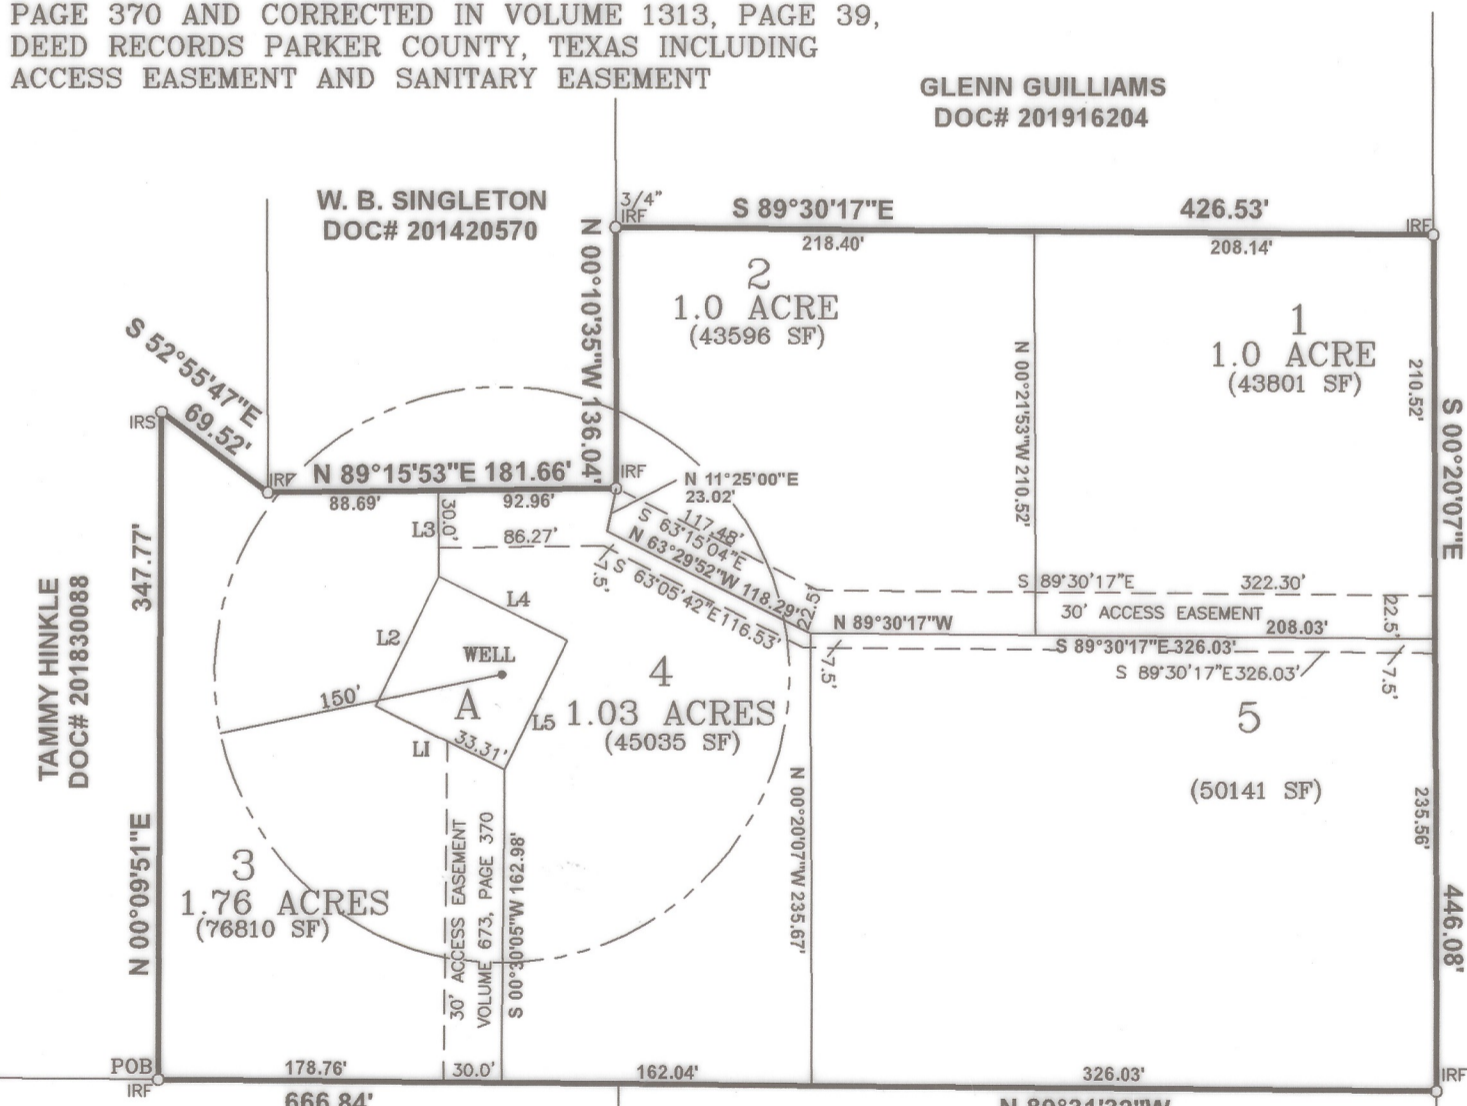 PAGE 370 AND CORRECTED IN VOLUME 1313, PAGE 39,
DEED RECORDS PARKER COUNTY, TEXAS INCLUDING
ACCESS EASEMENT AND SANITARY EASEMENT
GLENN GUILLIAMS
DOC# 201916204
W. B. SINGLETON
DOC# 201420570
3/4"
IRF
S 89°30'17"E
426.53'
IRF
218.40'
208.14'
N 00°10'35"W 136.04'
2
1.0 ACRE
(43596 SF)
1
1.0 ACRE
(43801 SF)
S 52°55'47"E
69.52'
IRS
N 00°21'53"W 210.52'
210.52'
S 00°20'07"E
446.08'
IRF
N 89°15'53"E 181.66'
IRF
88.69'
92.96'
N 11°25'00"E
23.02'
L3
30.0'
86.27'
117.48'
S 63°15'04"E
N 63°29'52"W 118.29'
S 63°05'42"E 116.53'
7.5'
22.5'
S 89°30'17"E
322.30'
30' ACCESS EASEMENT
22.5'
N 89°30'17"W
208.03'
S 89°30'17"E 326.03'
S 89°30'17"E 326.03'
7.5'
7.5'
347.77'
N 00°09'51"E
TAMMY HINKLE
DOC# 201830088
L4
L2
WELL
150'
A
L5
L1
33.31'
4
1.03 ACRES
(45035 SF)
5
(50141 SF)
235.56'
N 00°20'07"W 235.67'
3
1.76 ACRES
(76810 SF)
30' ACCESS EASEMENT
VOLUME 673, PAGE 370
S 00°30'05"W 162.98'
POB
IRF
178.76'
30.0'
162.04'
326.03'
IRF
666.84'